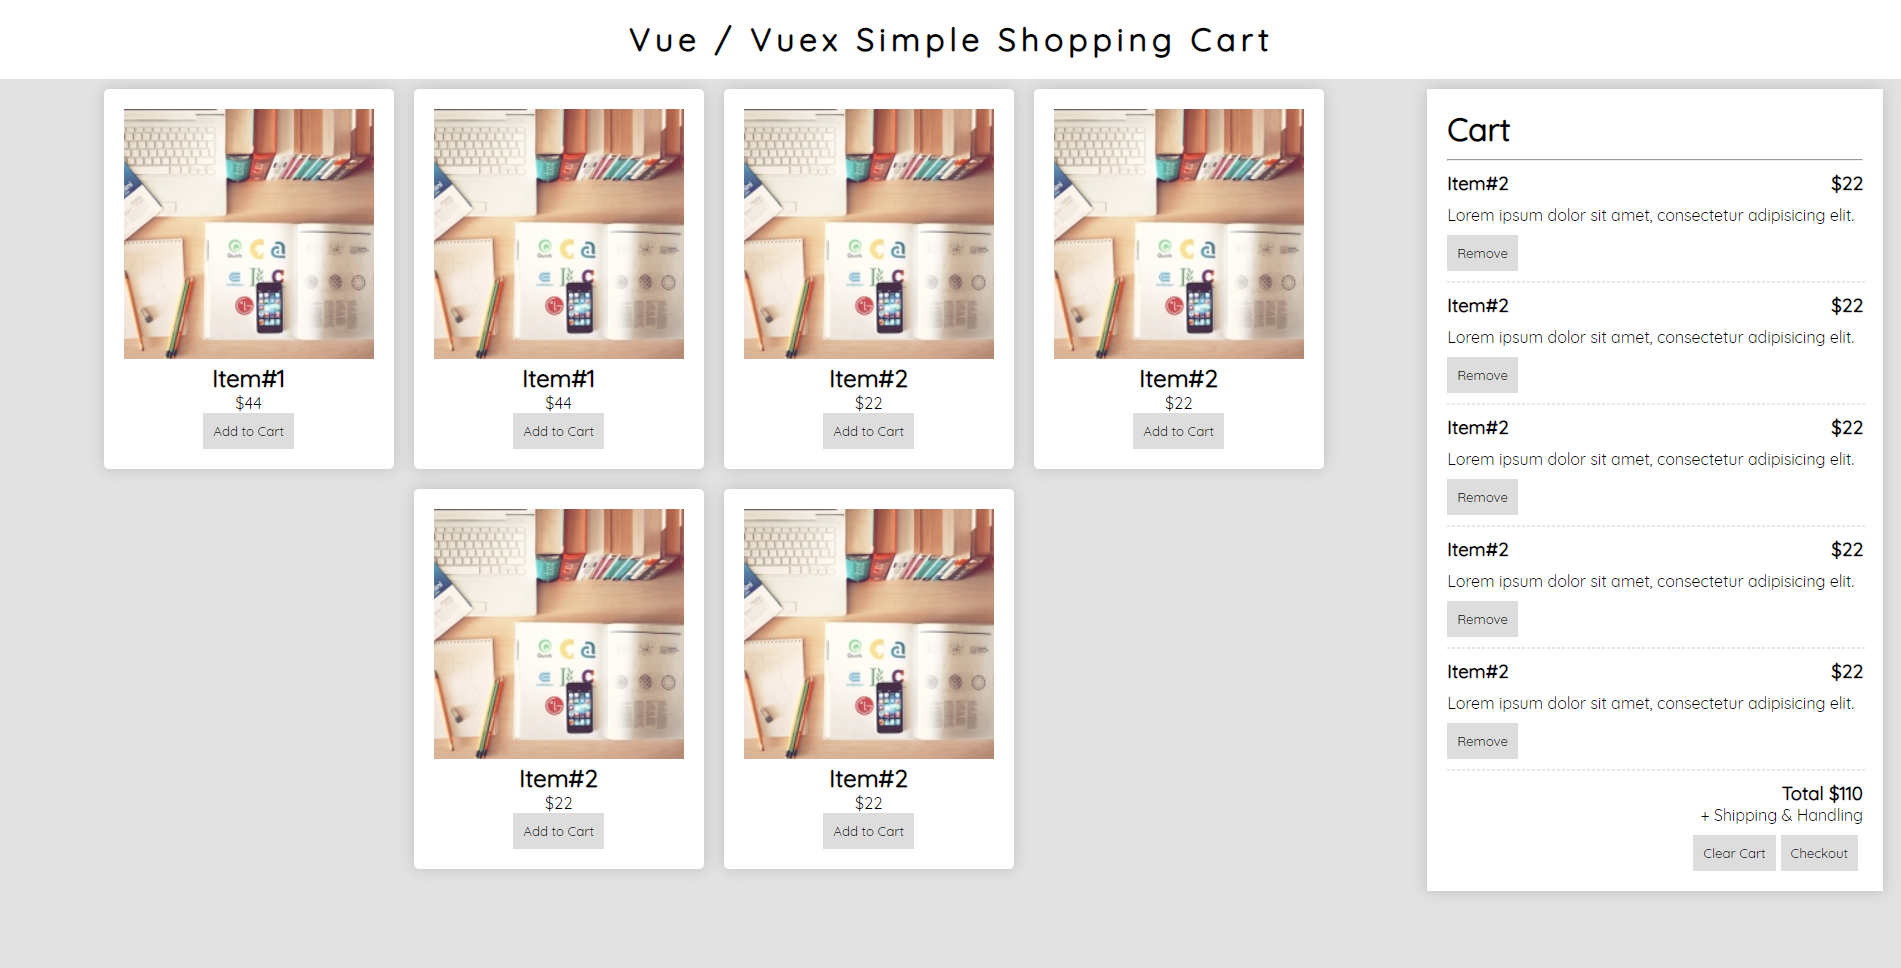 Vue / Vuex Simple Shopping Cart
Item#1
$44
Add to Cart
Item#1
$44
Add to Cart
Item#2
$22
Add to Cart
Item#2
$22
Add to Cart
Item#2
$22
Add to Cart
Item#2
$22
Add to Cart
Cart
Item#2 $22
Lorem ipsum dolor sit amet, consectetur adipisicing elit.
Remove
Item#2 $22
Lorem ipsum dolor sit amet, consectetur adipisicing elit.
Remove
Item#2 $22
Lorem ipsum dolor sit amet, consectetur adipisicing elit.
Remove
Item#2 $22
Lorem ipsum dolor sit amet, consectetur adipisicing elit.
Remove
Item#2 $22
Lorem ipsum dolor sit amet, consectetur adipisicing elit.
Remove
Total $110
+ Shipping & Handling
Clear Cart Checkout